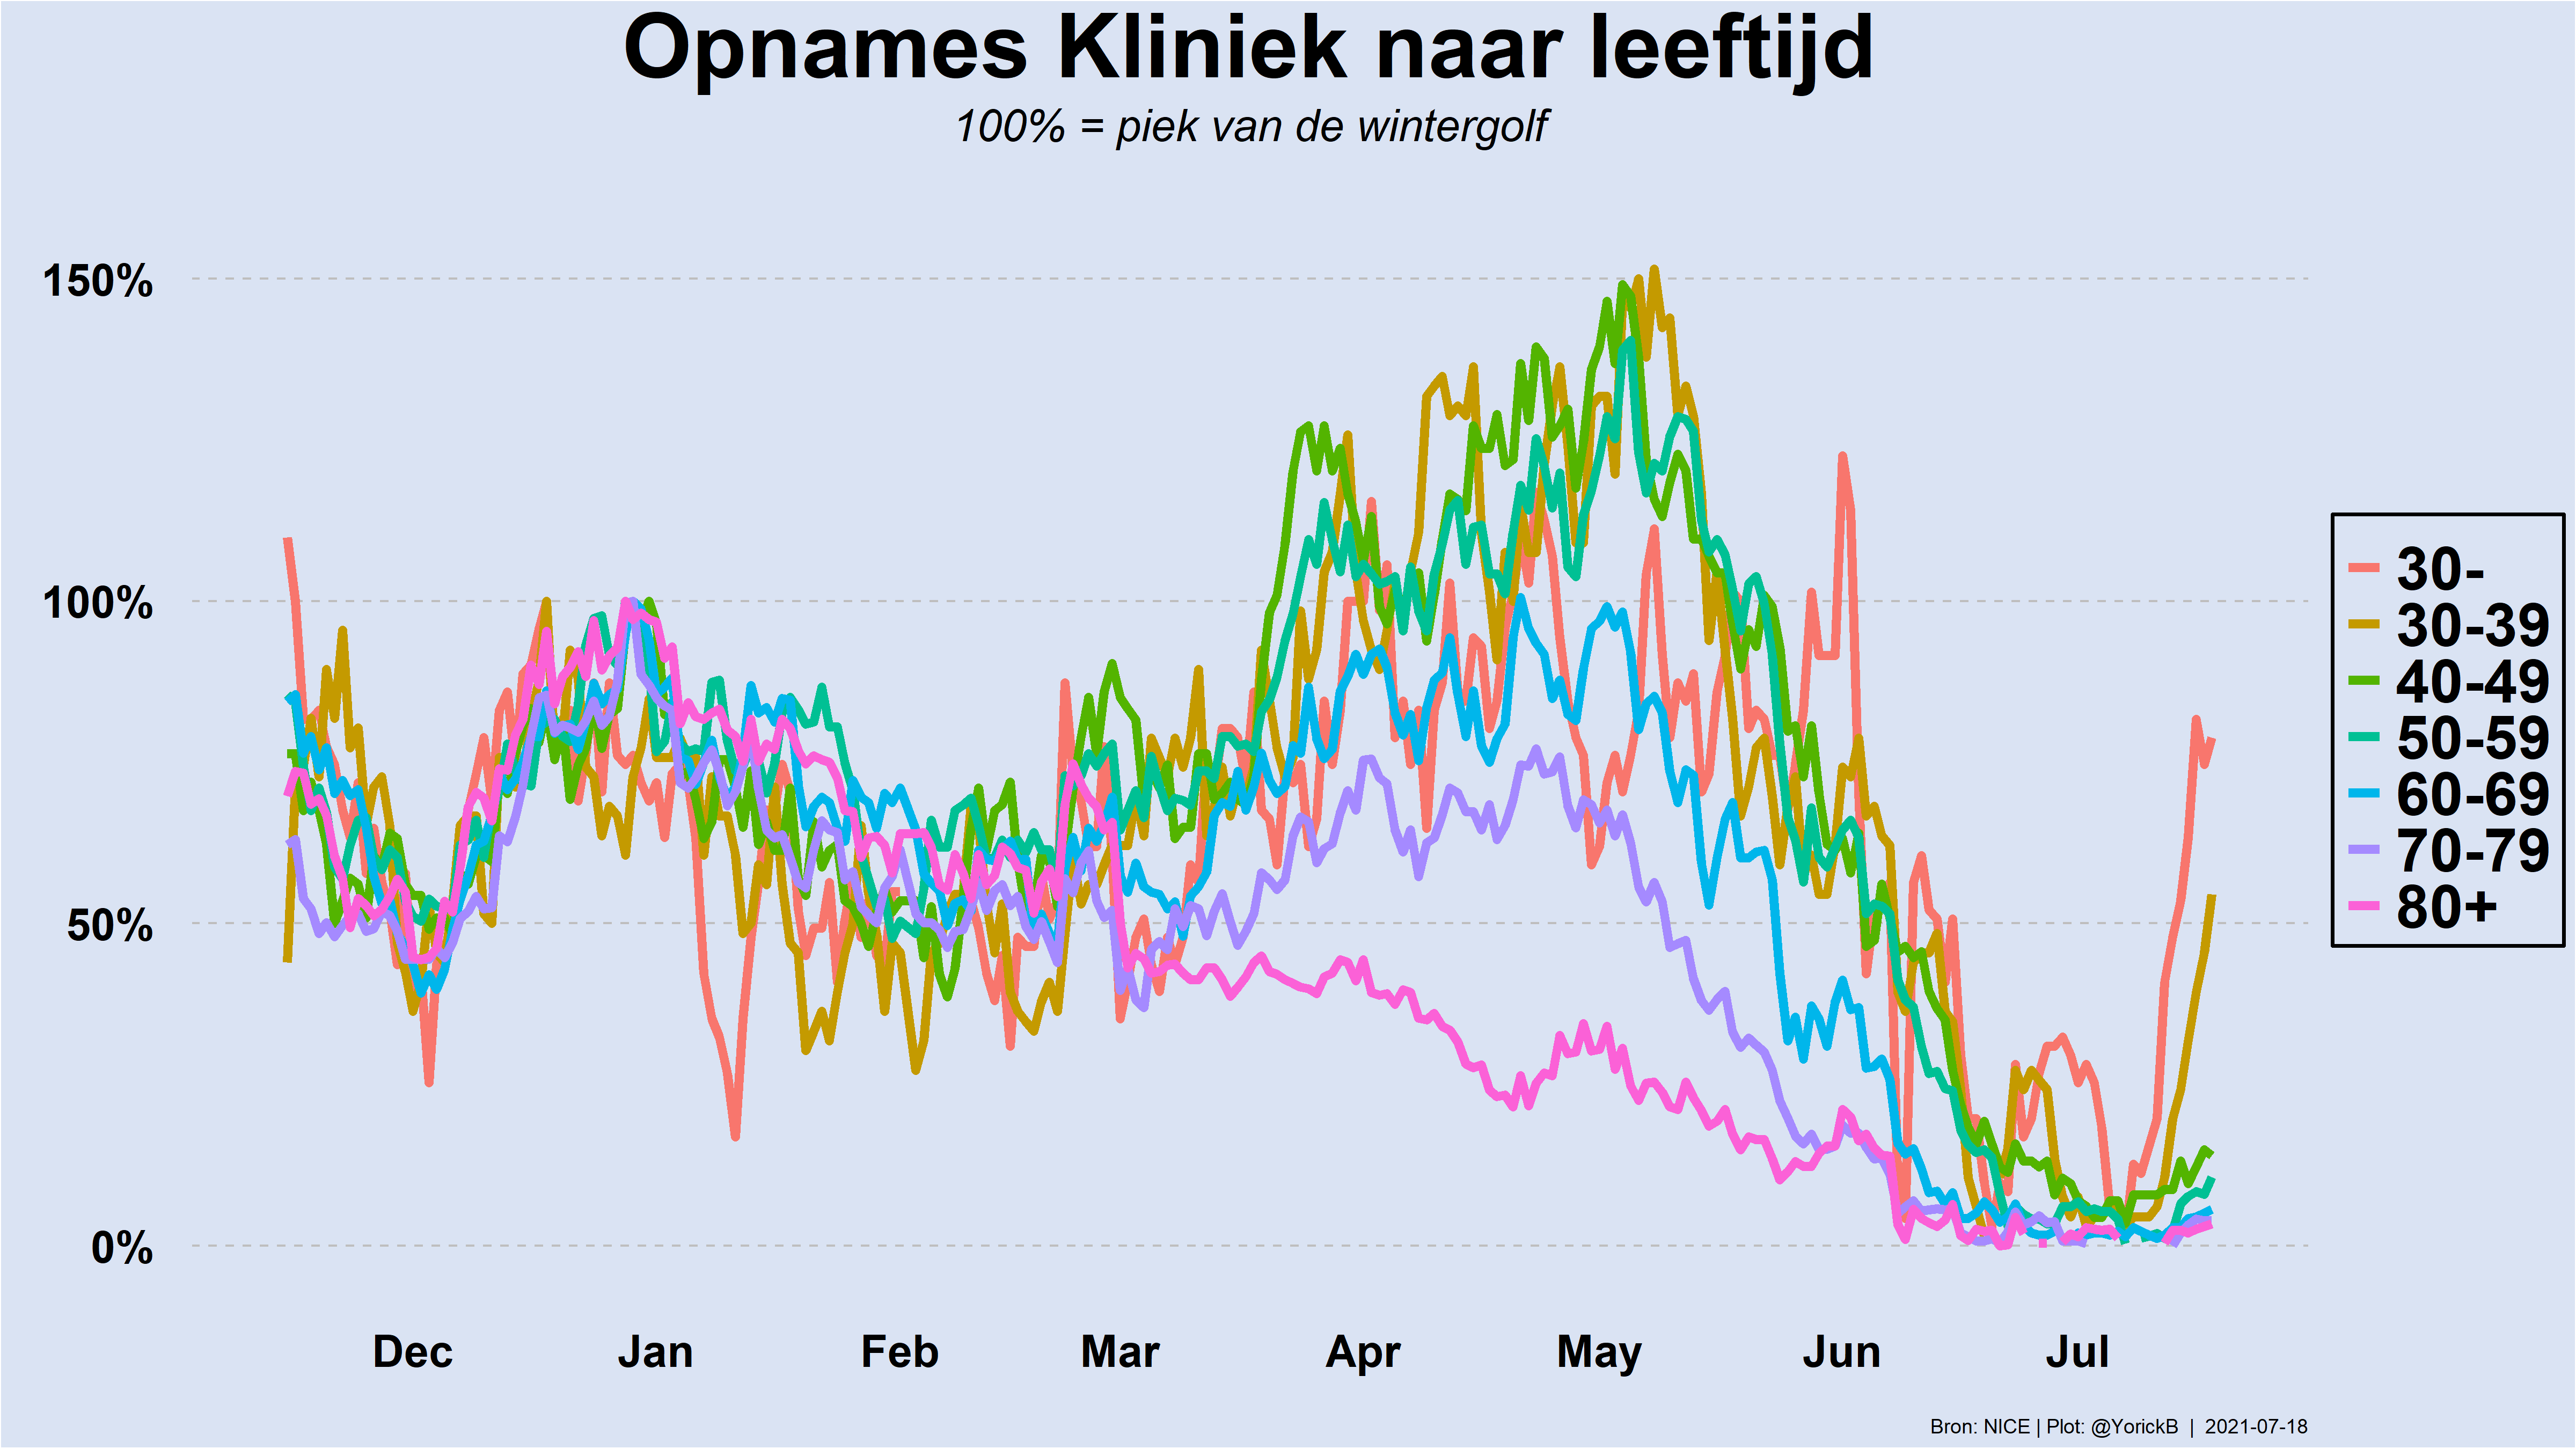 Opnames Kliniek naar leeftijd
100% = piek van de wintergolf
150%
100%
50%
0%
Dec Jan Feb Mar Apr May Jun Jul
30-
30-39
40-49
50-59
60-69
70-79
80+
Bron: NICE | Plot: @YorickB | 2021-07-18